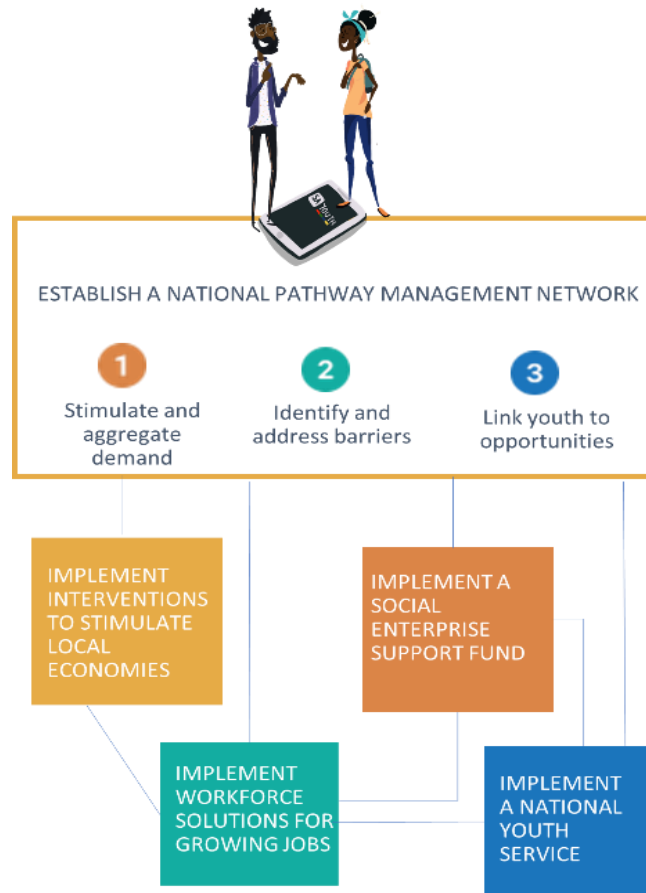 ESTABLISH A NATIONAL PATHWAY MANAGEMENT NETWORK
1
Stimulate and
aggregate
demand
2
Identify and
address barriers
3
Link youth to
opportunities
IMPLEMENT
INTERVENTIONS
TO STIMULATE
LOCAL
ECONOMIES
IMPLEMENT A
SOCIAL
ENTERPRISE
SUPPORT FUND
IMPLEMENT
WORKFORCE
SOLUTIONS FOR
GROWING JOBS
IMPLEMENT
A NATIONAL
YOUTH
SERVICE